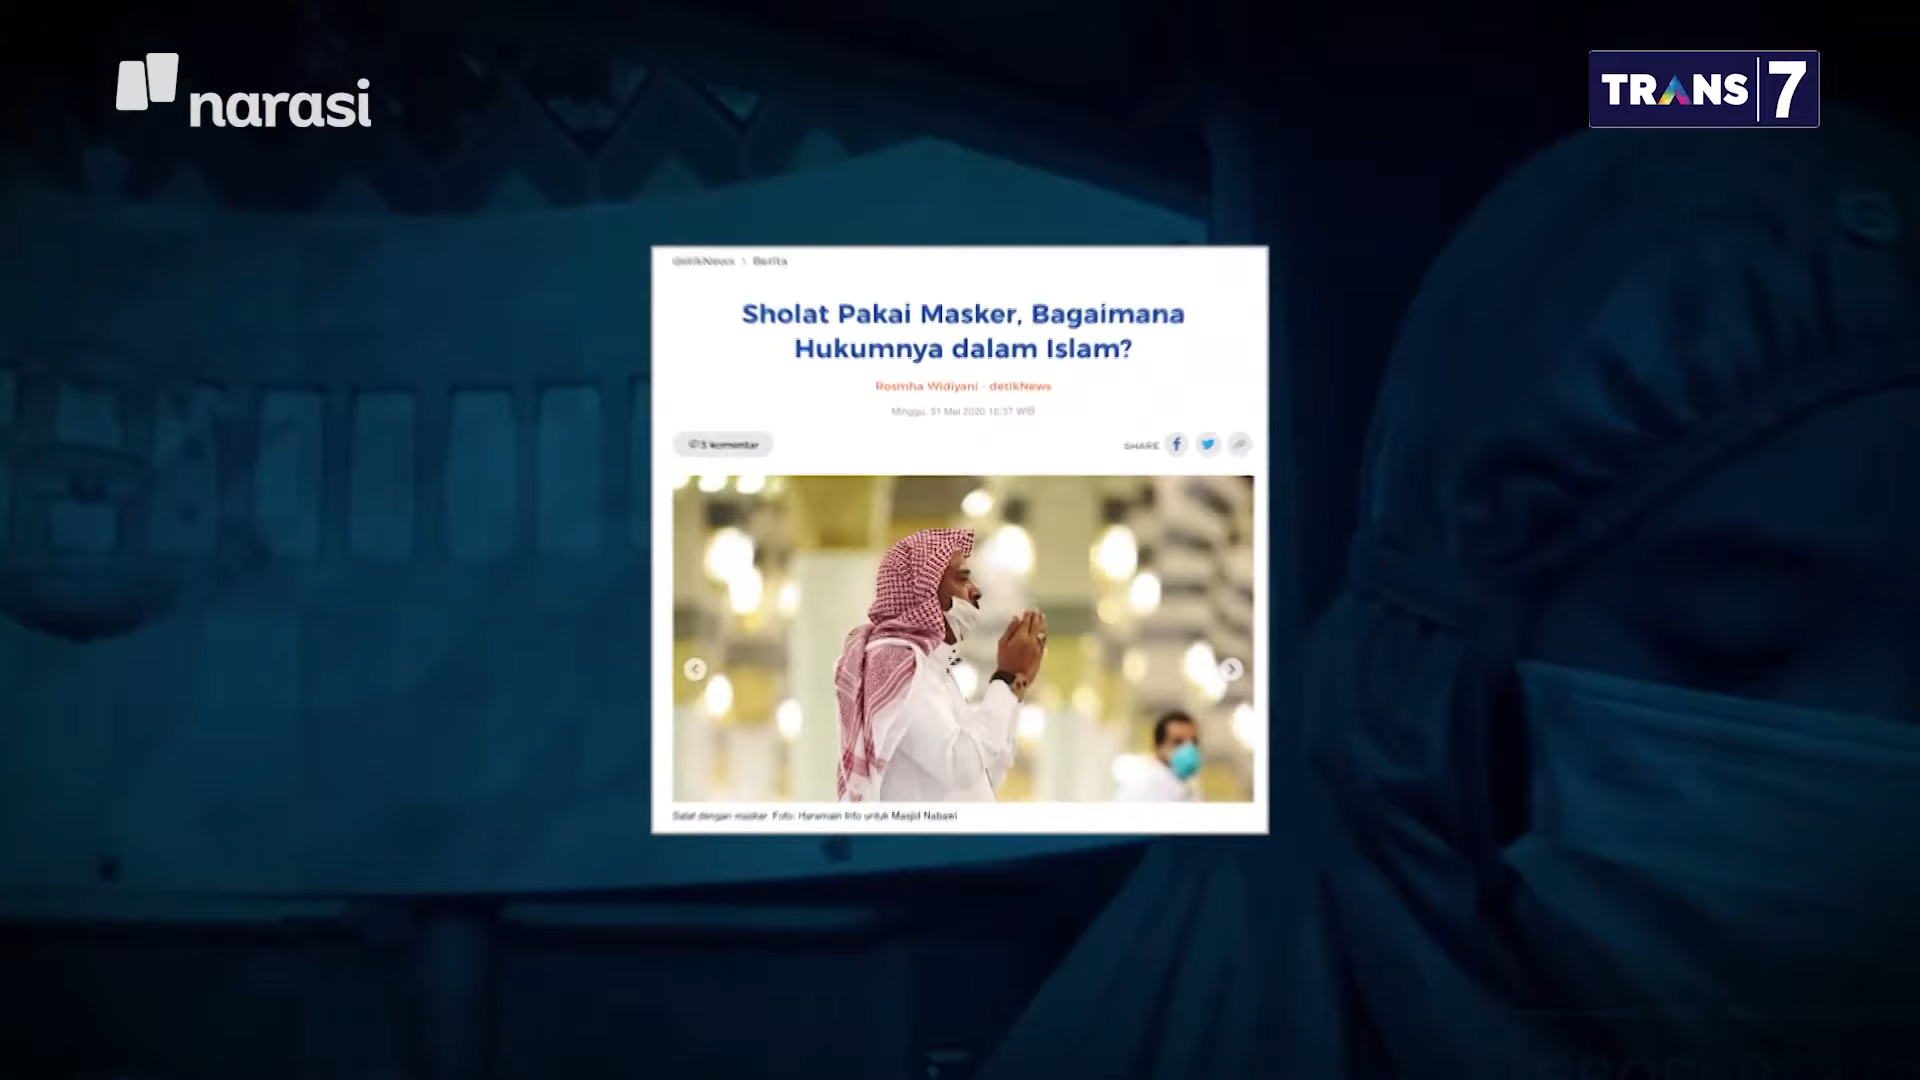 narasi
TRANS 7
detikNews > Berita
Sholat Pakai Masker, Bagaimana
Hukumnya dalam Islam?
Rosmha Widiyani - detikNews
Minggu, 31 Mei 2020 16:37 WIB
5 komentar
SHARE
Salat dengan masker. Foto: Haramain Info untuk Masjid Nabawi